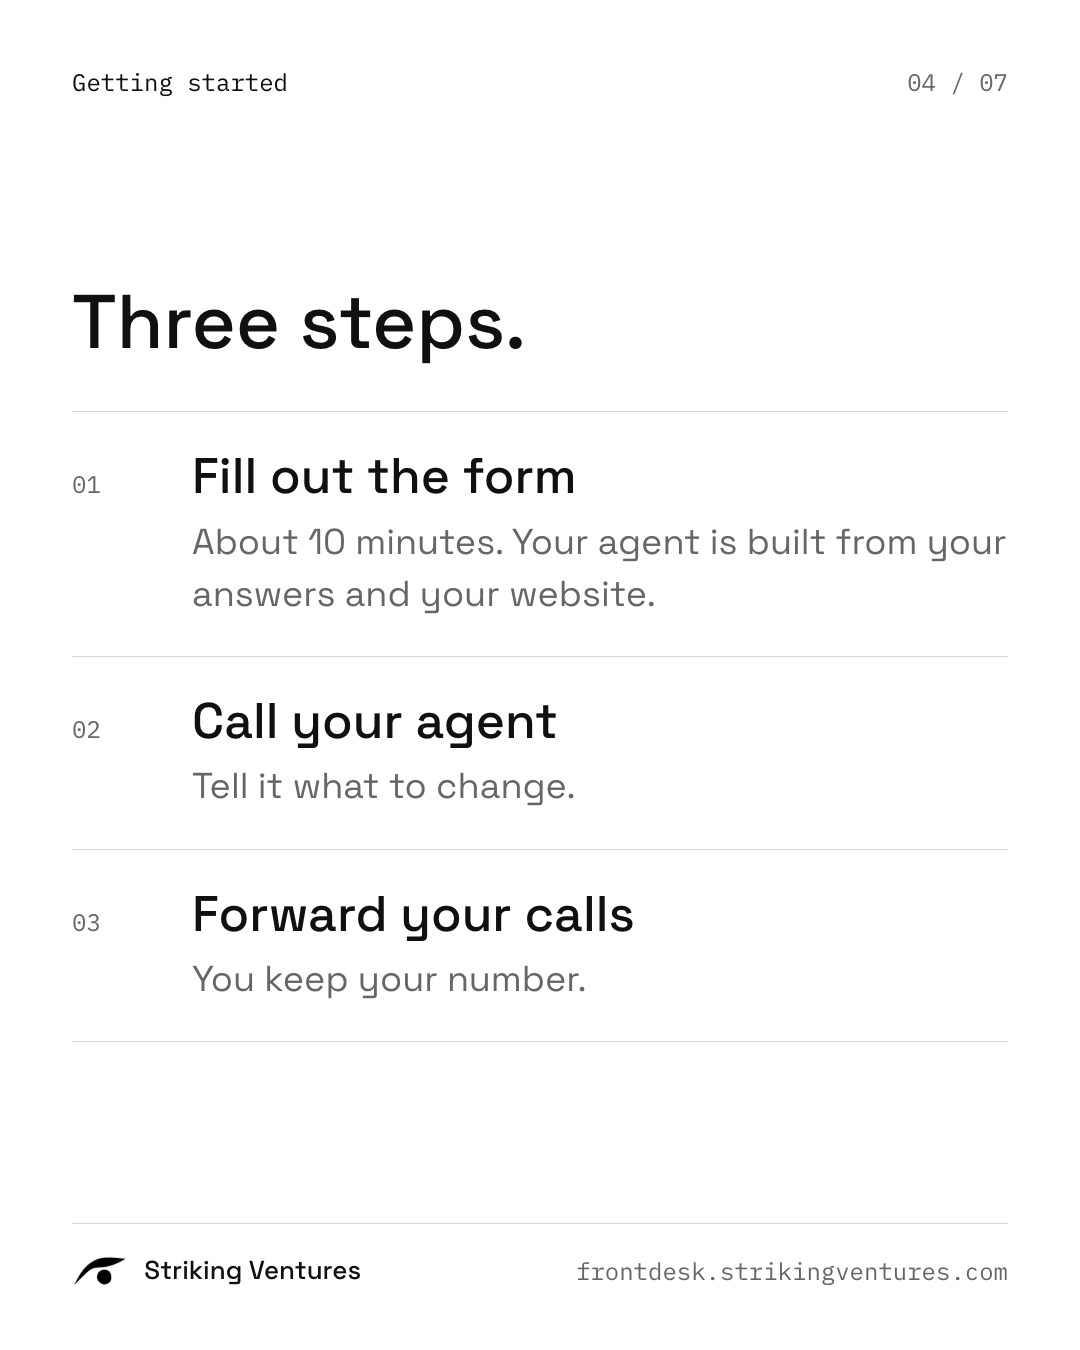 Getting started
04 / 07
Three steps.
01
Fill out the form
About 10 minutes. Your agent is built from your
answers and your website.
02
Call your agent
Tell it what to change.
03
Forward your calls
You keep your number.
Striking Ventures
frontdesk.strikingventures.com